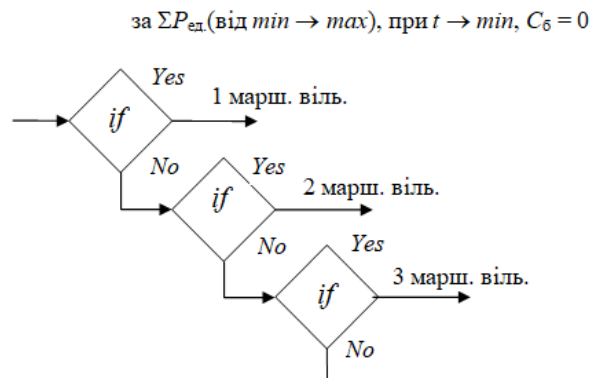 за ΣPед.(від min → max), при t → min, Cб = 0
Yes
1 марш. віль.
if
No
Yes
2 марш. віль.
if
No
Yes
3 марш. віль.
if
No